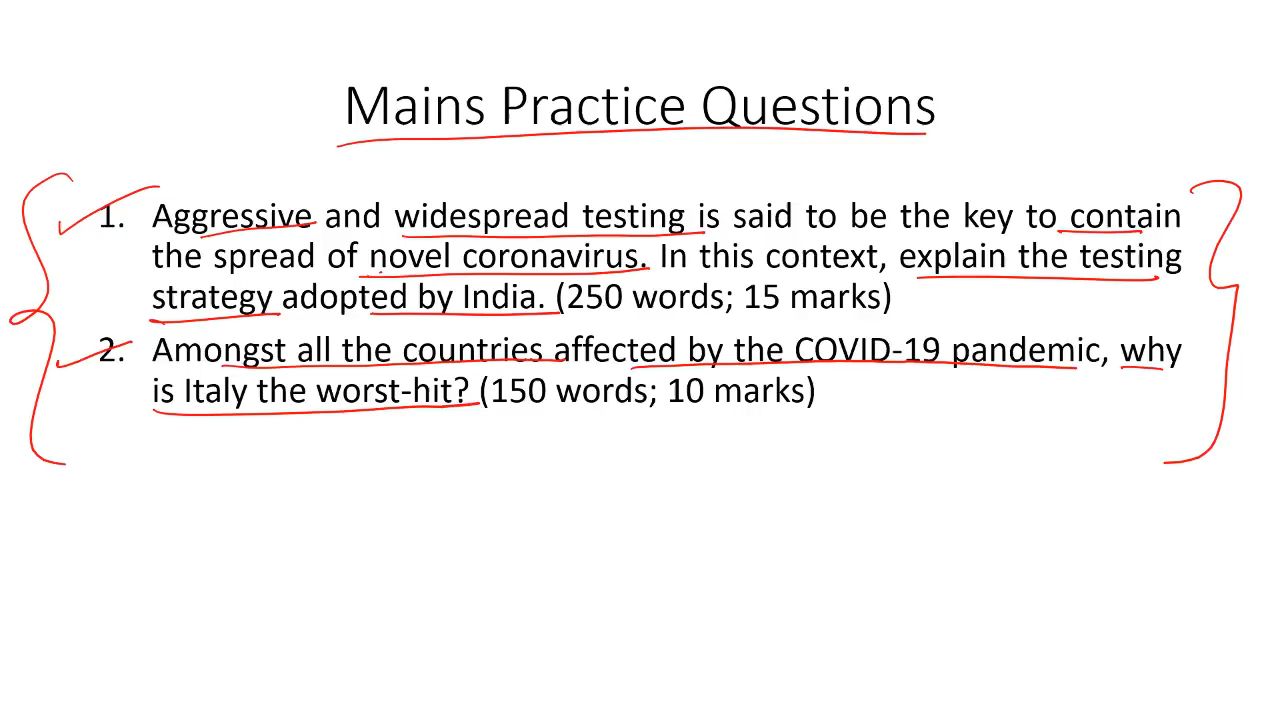 Mains Practice Questions
1. Aggressive and widespread testing is said to be the key to contain
the spread of novel coronavirus. In this context, explain the testing
strategy adopted by India. (250 words; 15 marks)
2. Amongst all the countries affected by the COVID-19 pandemic, why
is Italy the worst-hit? (150 words; 10 marks)